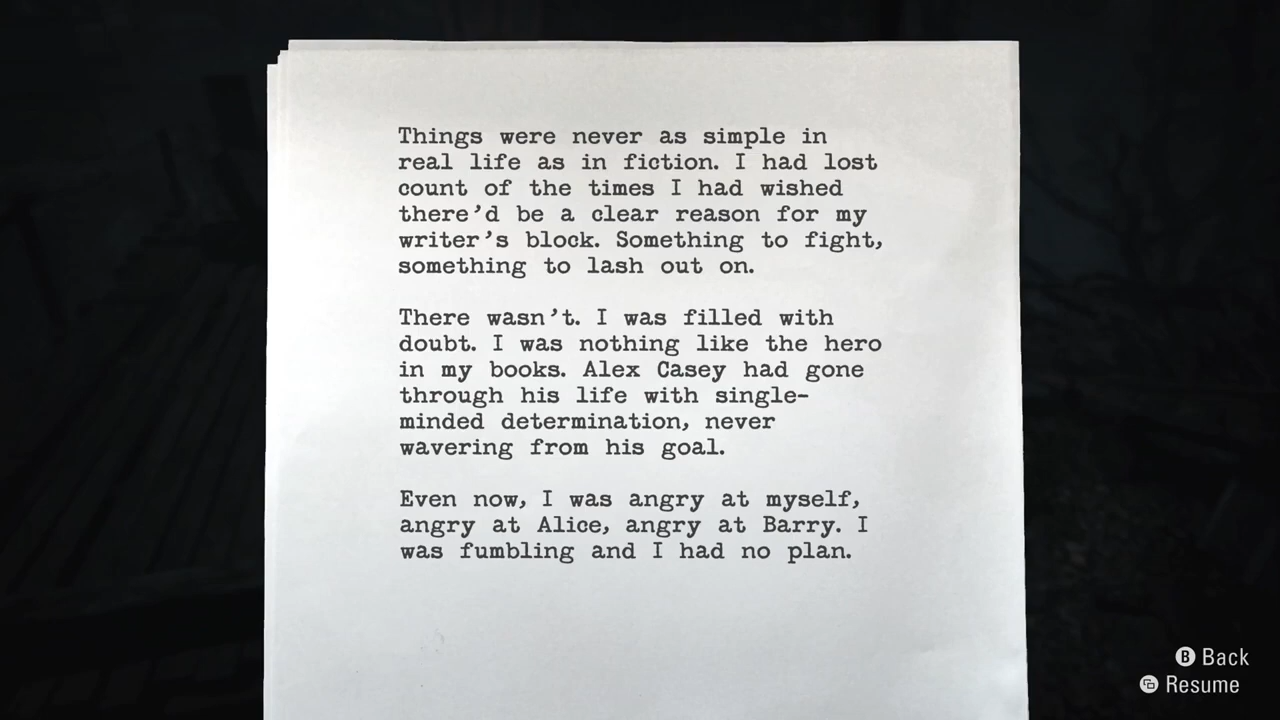 Things were never as simple in
real life as in fiction. I had lost
count of the times I had wished
there'd be a clear reason for my
writer's block. Something to fight,
something to lash out on.
There wasn't. I was filled with
doubt. I was nothing like the hero
in my books. Alex Casey had gone
through his life with single-
minded determination, never
wavering from his goal.
Even now, I was angry at myself,
angry at Alice, angry at Barry. I
was fumbling and I had no plan.
B Back
Resume